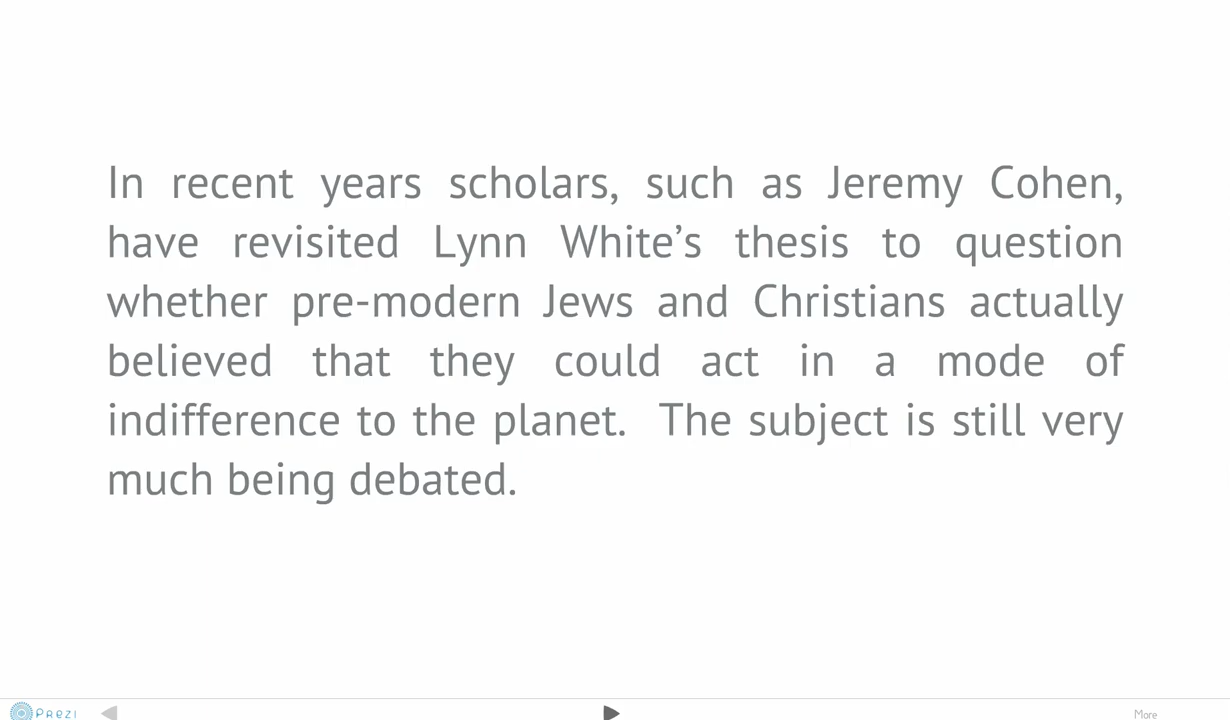 In recent years scholars, such as Jeremy Cohen,
have revisited Lynn White’s thesis to question
whether pre-modern Jews and Christians actually
believed that they could act in a mode of
indifference to the planet.  The subject is still very
much being debated.
Prezi
More